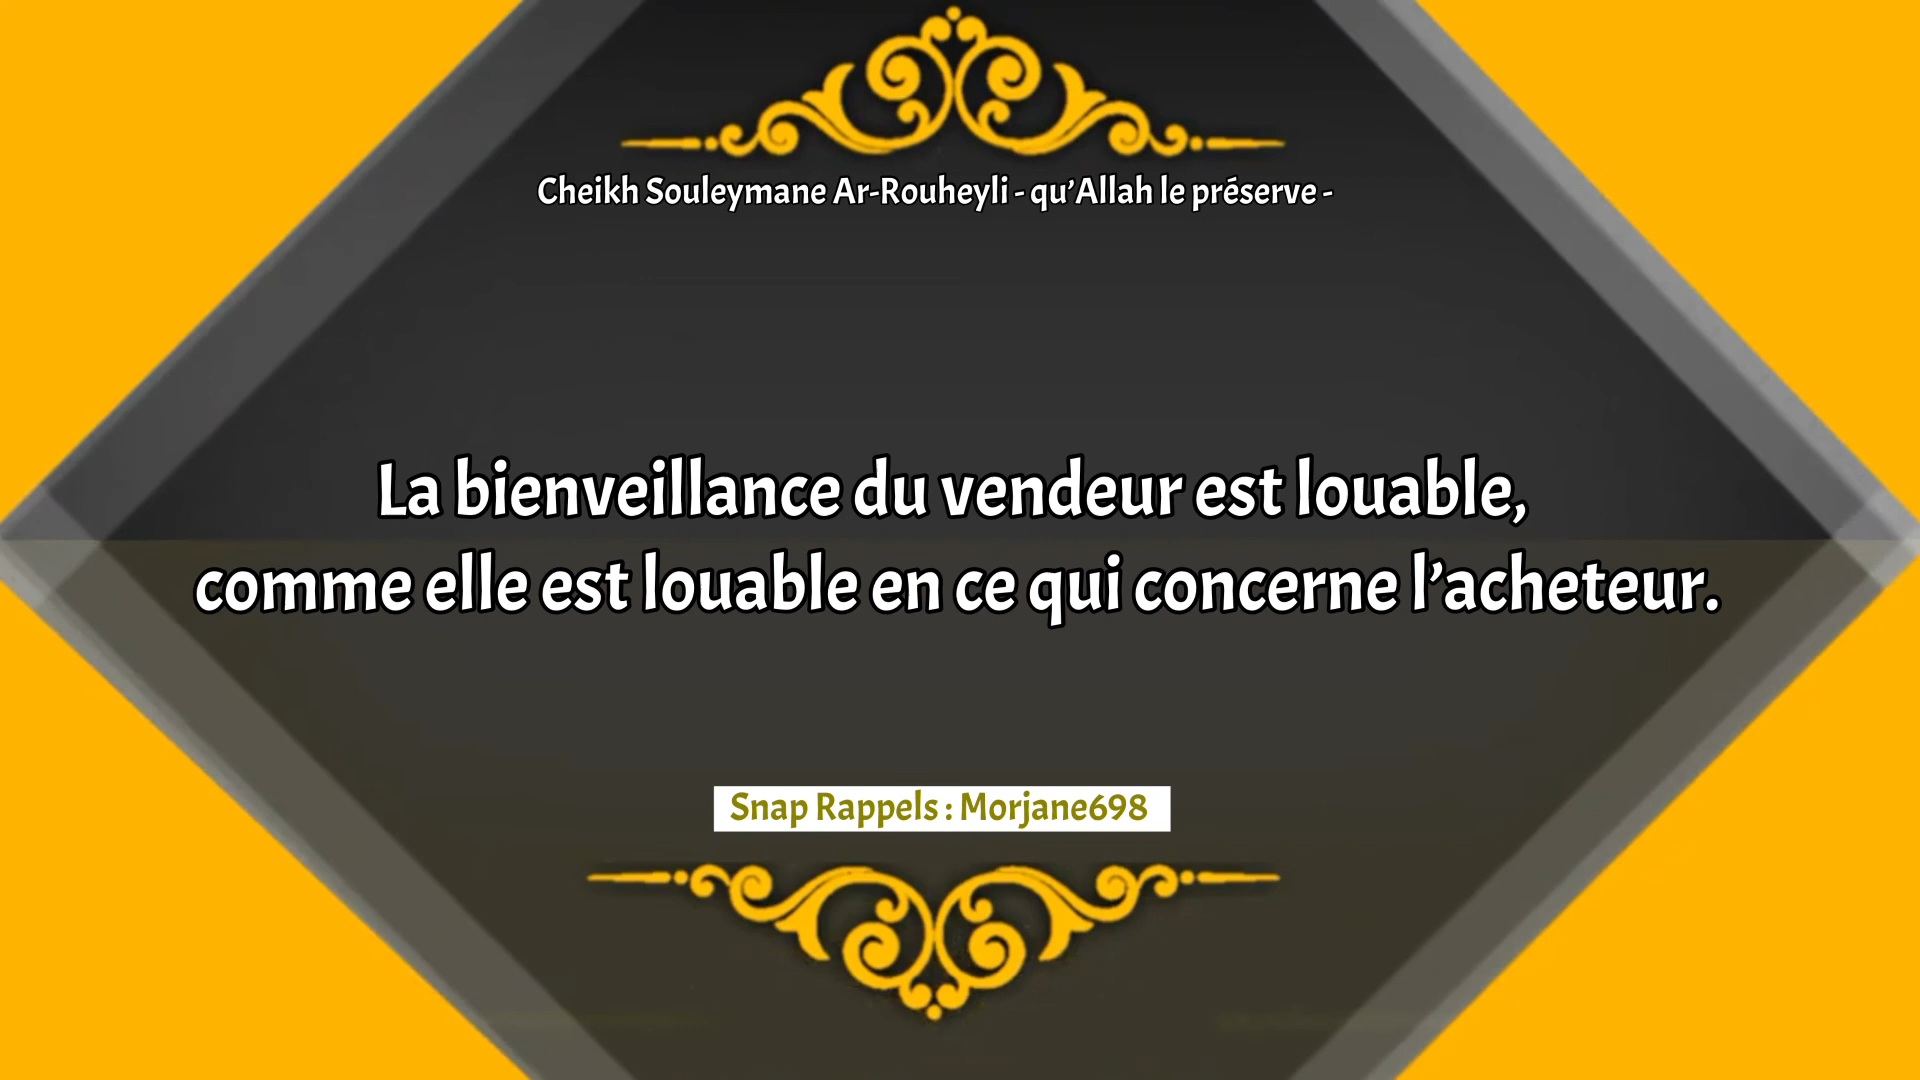 Cheikh Souleymane Ar-Rouheyli - qu’Allah le préserve -
La bienveillance du vendeur est louable,
comme elle est louable en ce qui concerne l’acheteur.
Snap Rappels : Morjane698